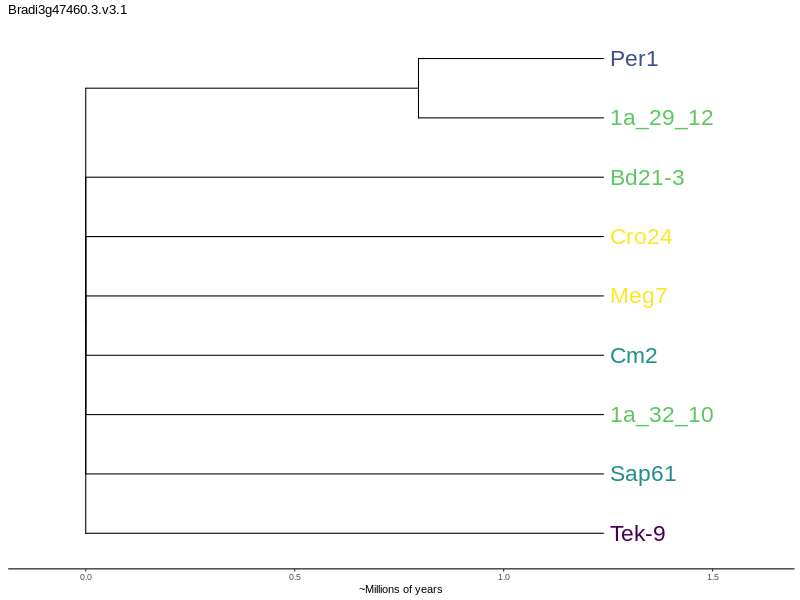 Bradi3g47460.3.v3.1
Per1
1a_29_12
Bd21-3
Cro24
Meg7
Cm2
1a_32_10
Sap61
Tek-9
0.0 0.5 1.0 1.5
~Millions of years